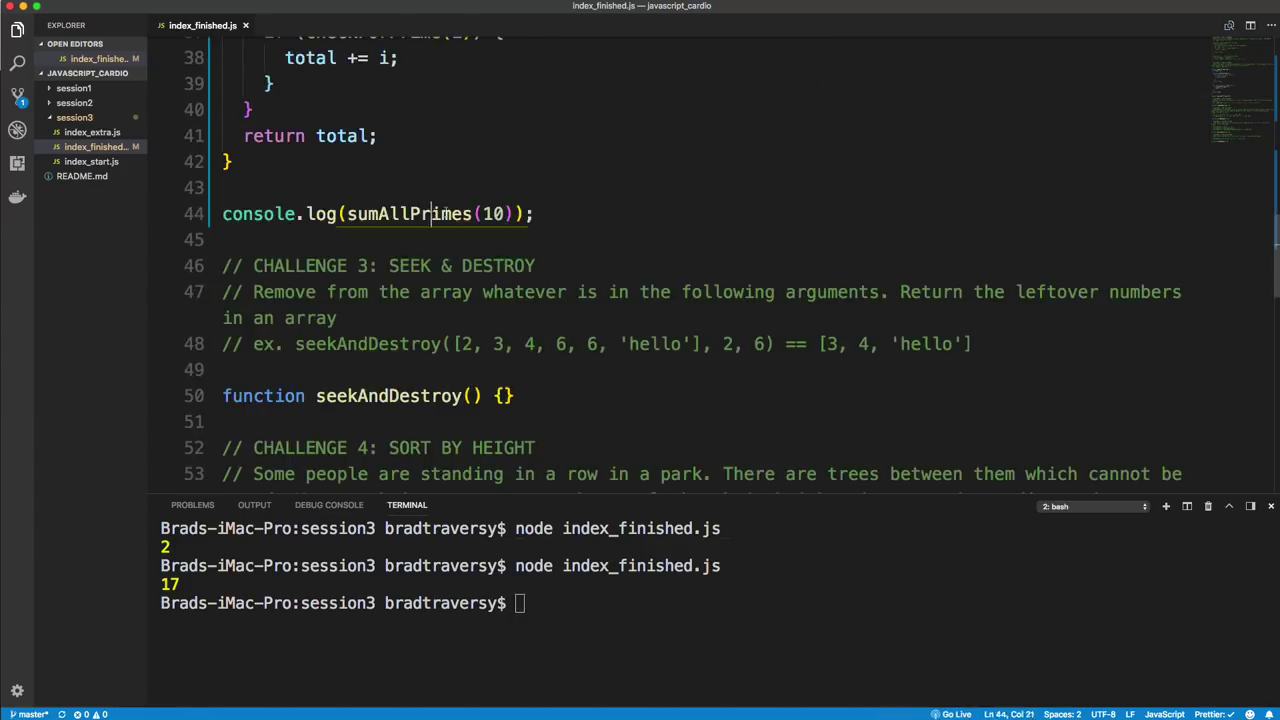 index_finished.js — javascript_cardio
EXPLORER
index_finished.js ×
OPEN EDITORS
index_finishe.. M
JAVASCRIPT_CARDIO
session1
session2
session3
index_extra.js
index_finished... M
index_start.js
README.md
38 total += i;
39 }
40 }
41 return total;
42 }
43
44 console.log(sumAllPrimes(10));
45
46 // CHALLENGE 3: SEEK & DESTROY
47 // Remove from the array whatever is in the following arguments. Return the leftover numbers
in an array
48 // ex. seekAndDestroy([2, 3, 4, 6, 6, 'hello'], 2, 6) == [3, 4, 'hello']
49
50 function seekAndDestroy() {}
51
52 // CHALLENGE 4: SORT BY HEIGHT
53 // Some people are standing in a row in a park. There are trees between them which cannot be
PROBLEMS OUTPUT DEBUG CONSOLE TERMINAL 2: bash
Brads-iMac-Pro:session3 bradtraversy$ node index_finished.js
2
Brads-iMac-Pro:session3 bradtraversy$ node index_finished.js
17
Brads-iMac-Pro:session3 bradtraversy$
1
master* 0 0 Go Live Ln 44, Col 21 Spaces: 2 UTF-8 LF JavaScript Prettier: ✓